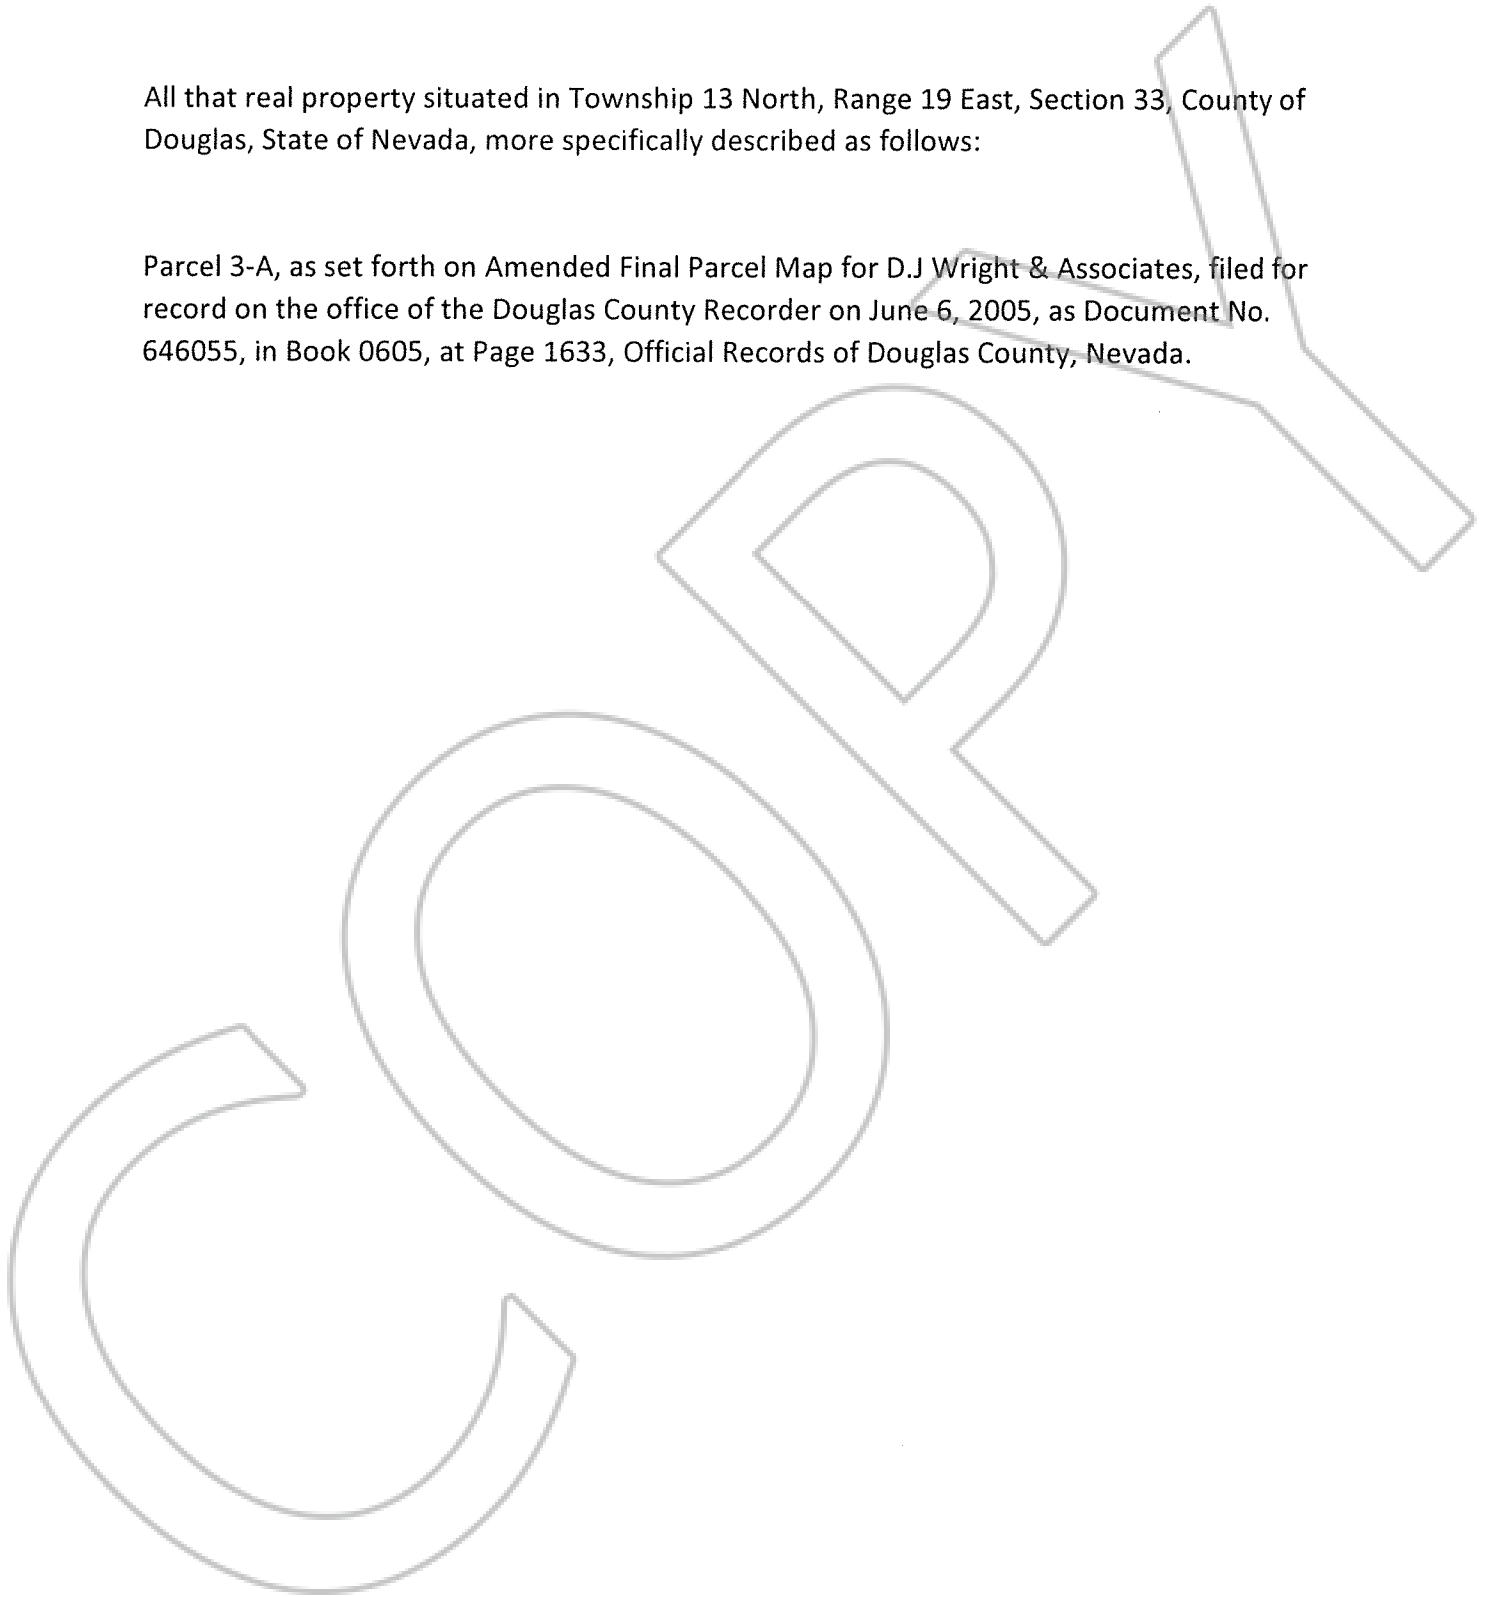 All that real property situated in Township 13 North, Range 19 East, Section 33, County of
Douglas, State of Nevada, more specifically described as follows:
Parcel 3-A, as set forth on Amended Final Parcel Map for D.J Wright & Associates, filed for
record on the office of the Douglas County Recorder on June 6, 2005, as Document No.
646055, in Book 0605, at Page 1633, Official Records of Douglas County, Nevada.
COPY